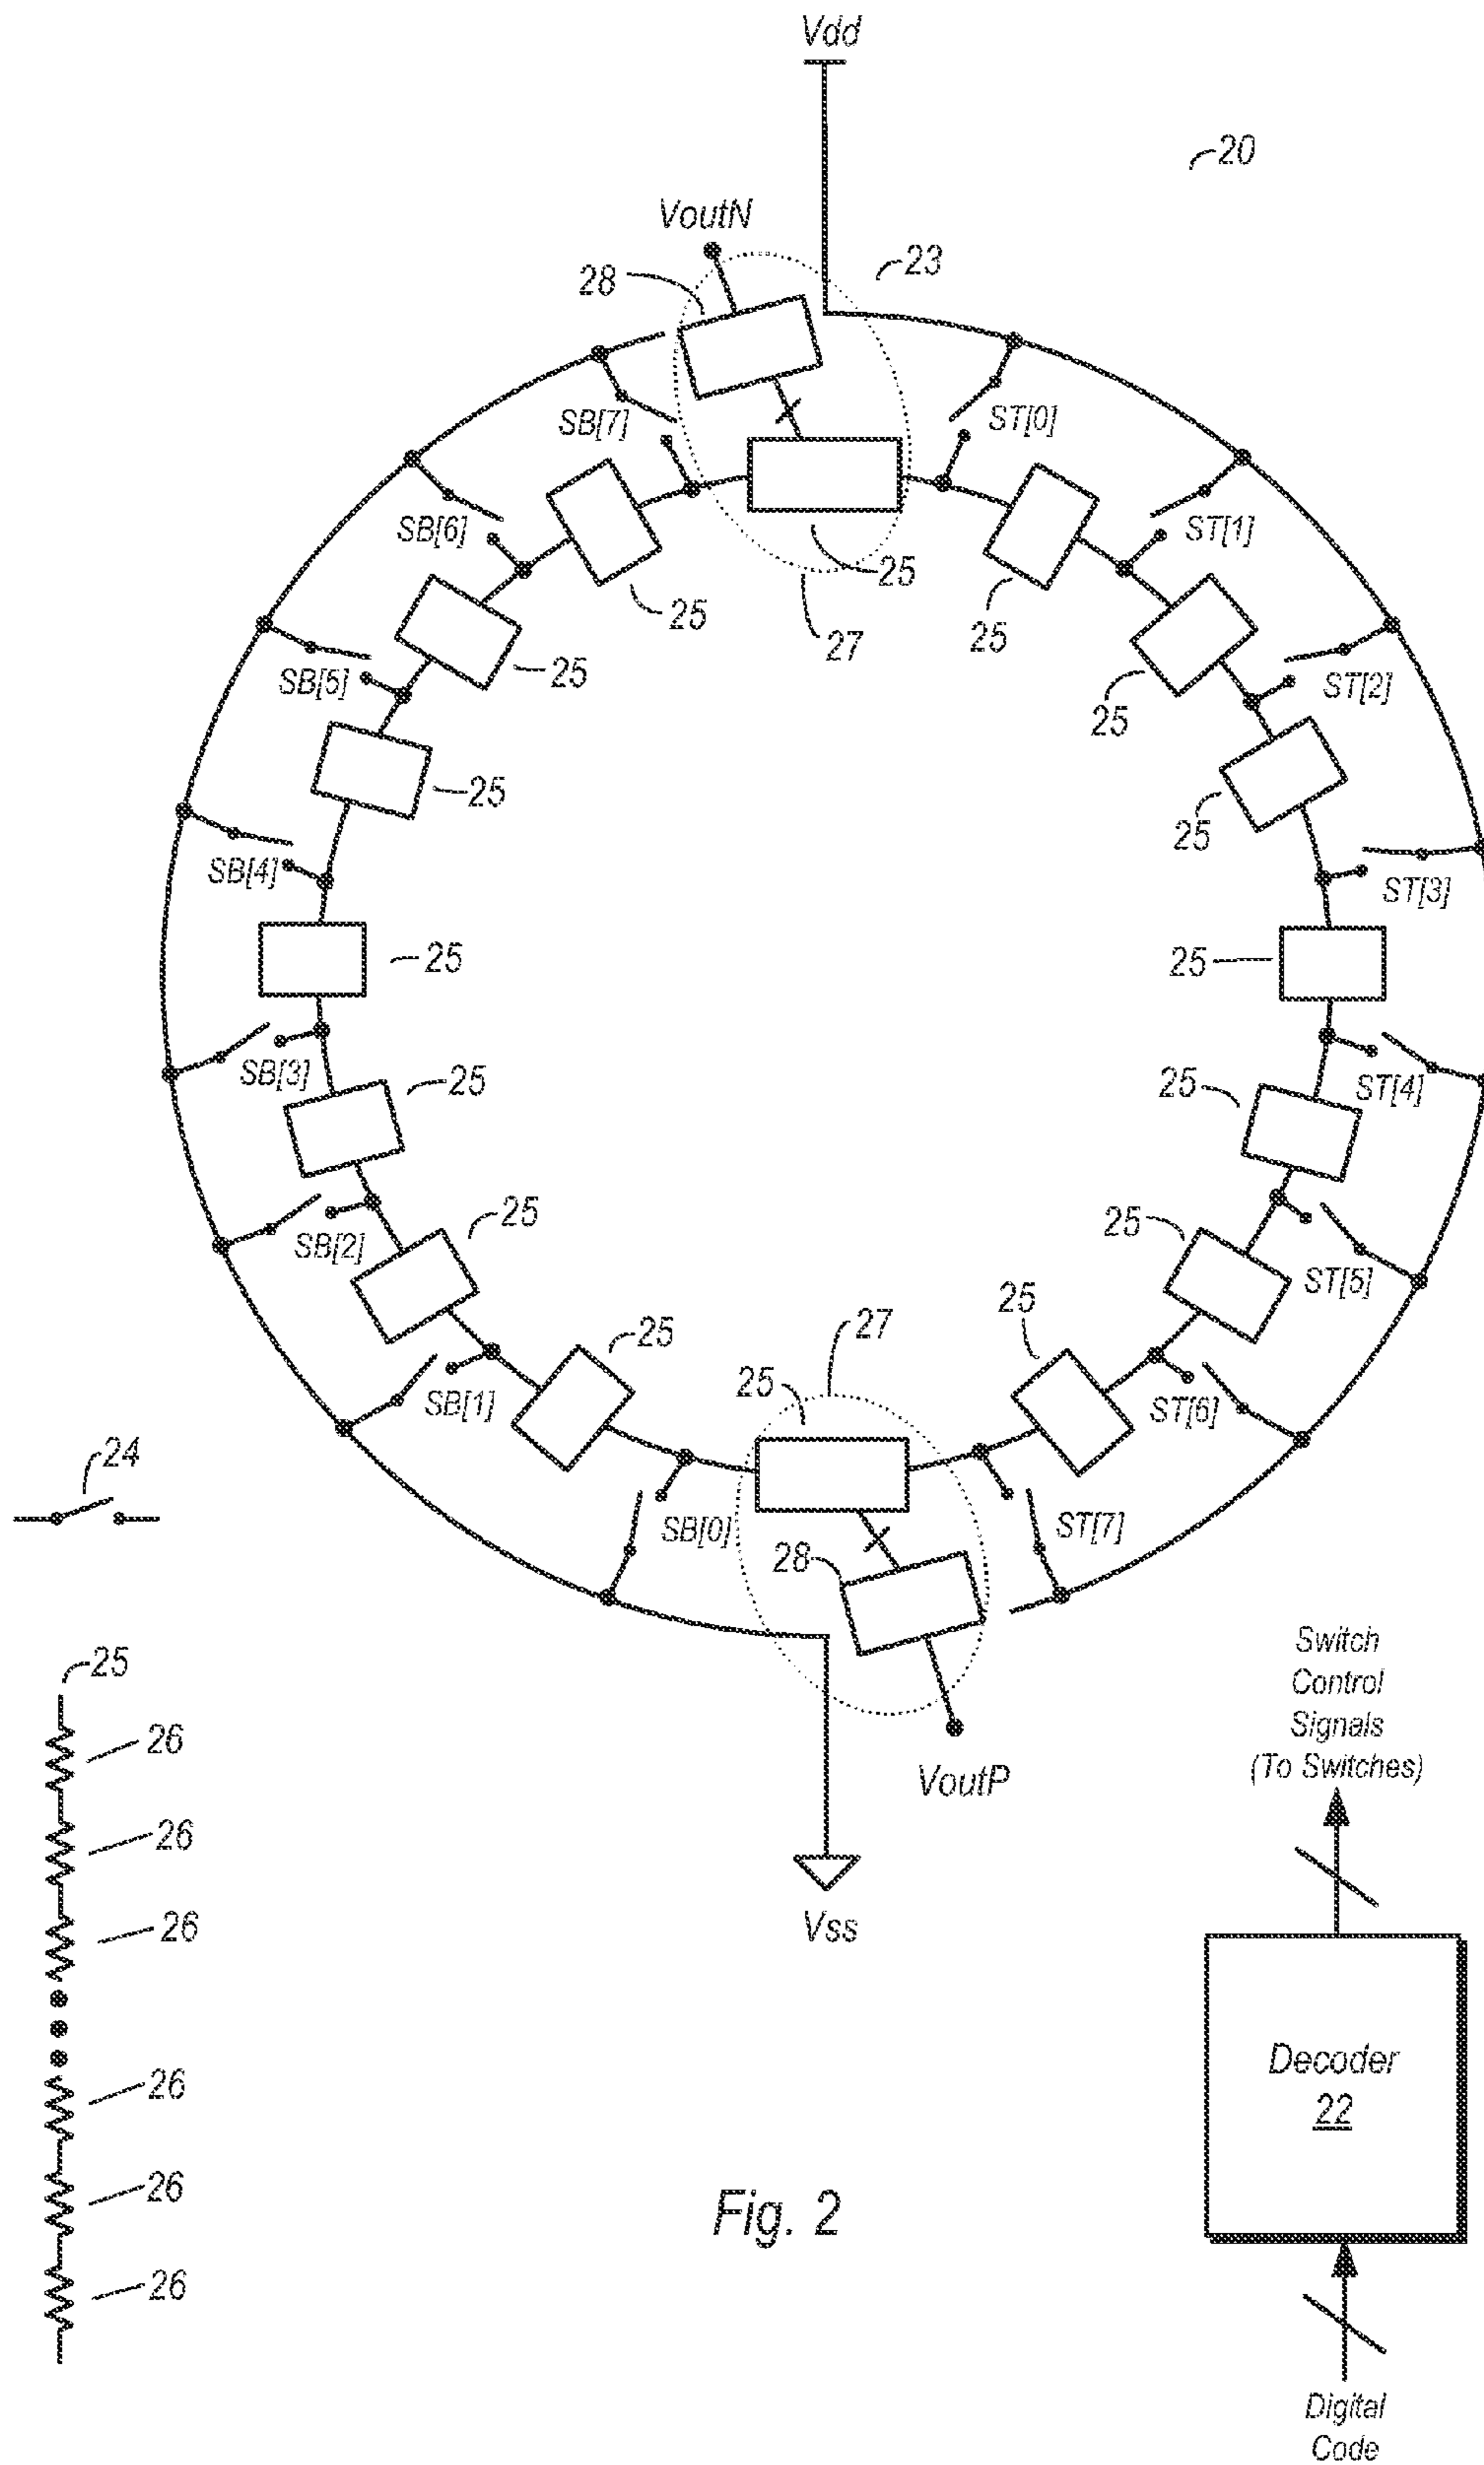 Vdd
20
VoutN
23
28
SB[7]
ST[0]
SB[6]
ST[1]
25
25
25
27
25
SB[5]
ST[2]
25
25
25
SB[4]
ST[3]
25
25
SB[3]
25
25
ST[4]
SB[2]
25
25
ST[5]
25
27
25
25
SB[1]
ST[6]
24
SB[0]
ST[7]
28
25
Switch
Control
Signals
(To Switches)
26
VoutP
26
26
Vss
Decoder
22
26
26
26
Fig. 2
Digital
Code